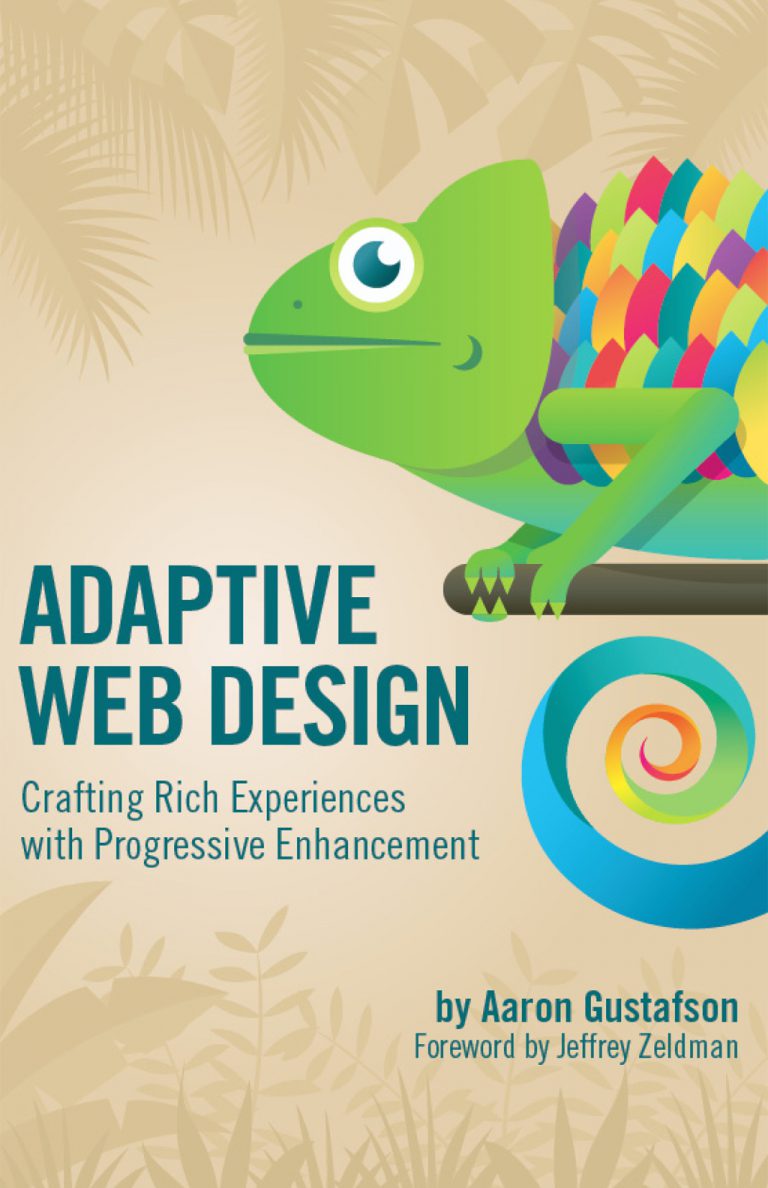 ADAPTIVE
WEB DESIGN
Crafting Rich Experiences
with Progressive Enhancement
by Aaron Gustafson
Foreword by Jeffrey Zeldman